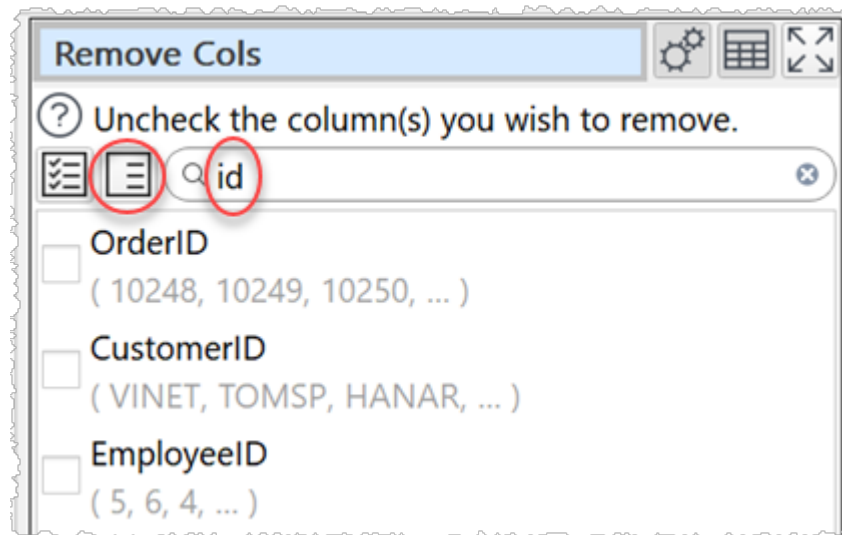 Remove Cols
Uncheck the column(s) you wish to remove.
id
OrderID
( 10248, 10249, 10250, ... )
CustomerID
( VINET, TOMSP, HANAR, ... )
EmployeeID
( 5, 6, 4, ... )